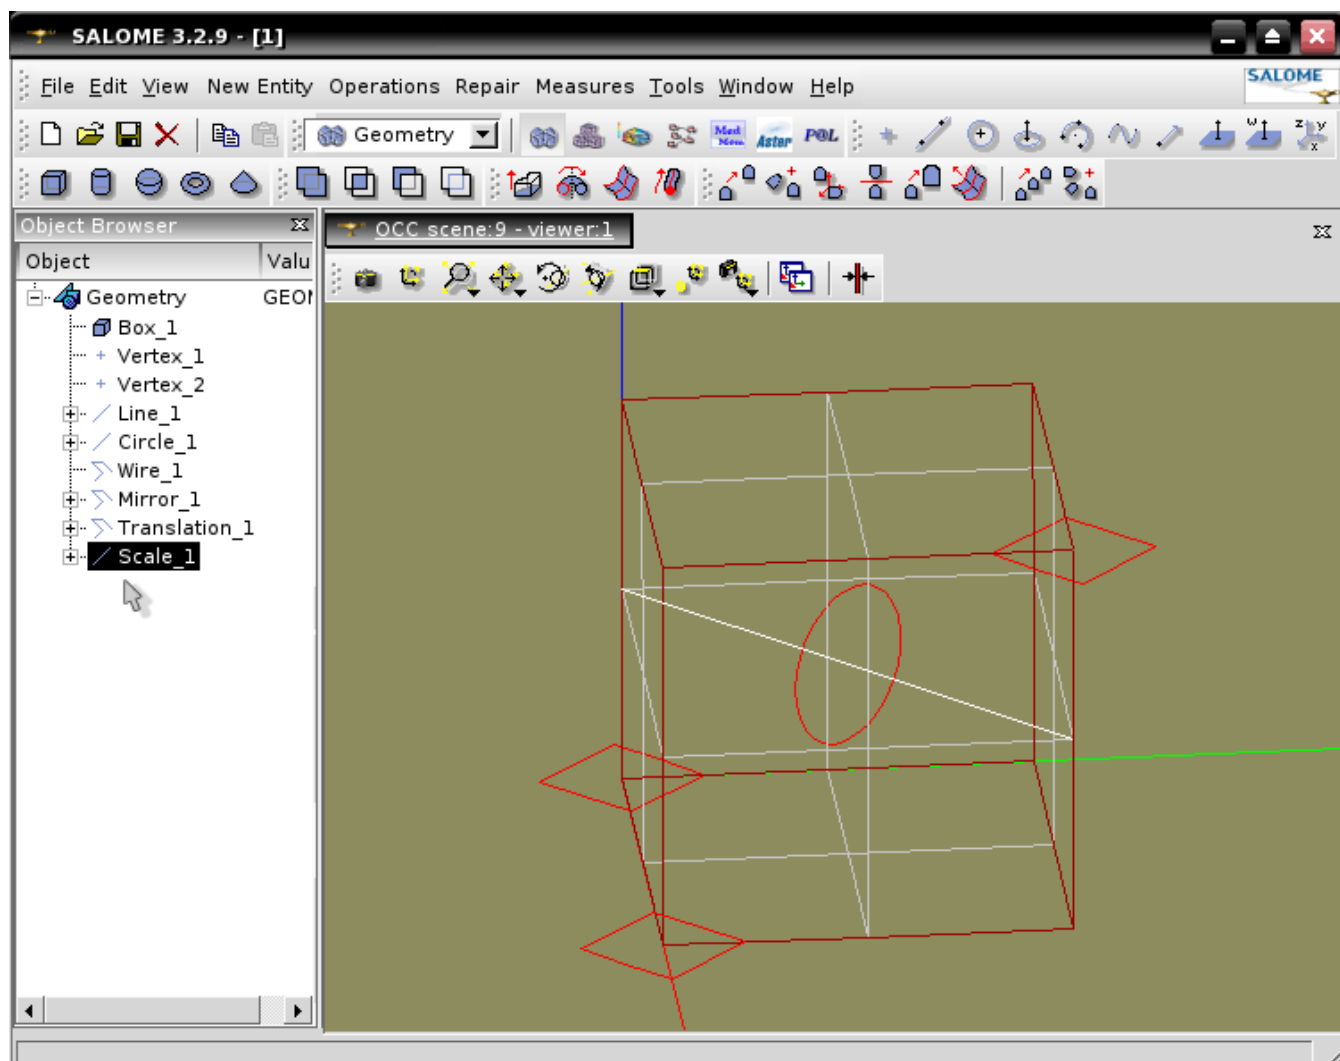 SALOME 3.2.9 - [1]
File Edit View New Entity Operations Repair Measures Tools Window Help
SALOME
Geometry
Med
Mem
Aster
P@L
w
z y
x
Object Browser
OCC scene:9 - viewer:1
Object Valu
Geometry GEO
Box_1
Vertex_1
Vertex_2
Line_1
Circle_1
Wire_1
Mirror_1
Translation_1
Scale_1